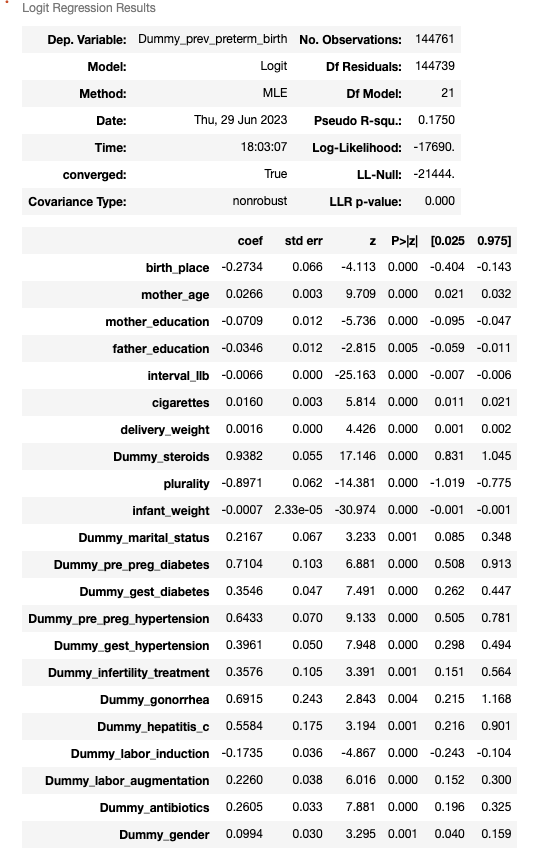 Logit Regression Results
Dep. Variable: Dummy_prev_preterm_birth No. Observations: 144761
Model: Logit Df Residuals: 144739
Method: MLE Df Model: 21
Date: Thu, 29 Jun 2023 Pseudo R-squ.: 0.1750
Time: 18:03:07 Log-Likelihood: -17690.
converged: True LL-Null: -21444.
Covariance Type: nonrobust LLR p-value: 0.000
coef std err z P>|z| [0.025 0.975]
birth_place -0.2734 0.066 -4.113 0.000 -0.404 -0.143
mother_age 0.0266 0.003 9.709 0.000 0.021 0.032
mother_education -0.0709 0.012 -5.736 0.000 -0.095 -0.047
father_education -0.0346 0.012 -2.815 0.005 -0.059 -0.011
interval_llb -0.0066 0.000 -25.163 0.000 -0.007 -0.006
cigarettes 0.0160 0.003 5.814 0.000 0.011 0.021
delivery_weight 0.0016 0.000 4.426 0.000 0.001 0.002
Dummy_steroids 0.9382 0.055 17.146 0.000 0.831 1.045
plurality -0.8971 0.062 -14.381 0.000 -1.019 -0.775
infant_weight -0.0007 2.33e-05 -30.974 0.000 -0.001 -0.001
Dummy_marital_status 0.2167 0.067 3.233 0.001 0.085 0.348
Dummy_pre_preg_diabetes 0.7104 0.103 6.881 0.000 0.508 0.913
Dummy_gest_diabetes 0.3546 0.047 7.491 0.000 0.262 0.447
Dummy_pre_preg_hypertension 0.6433 0.070 9.133 0.000 0.505 0.781
Dummy_gest_hypertension 0.3961 0.050 7.948 0.000 0.298 0.494
Dummy_infertility_treatment 0.3576 0.105 3.391 0.001 0.151 0.564
Dummy_gonorrhea 0.6915 0.243 2.843 0.004 0.215 1.168
Dummy_hepatitis_c 0.5584 0.175 3.194 0.001 0.216 0.901
Dummy_labor_induction -0.1735 0.036 -4.867 0.000 -0.243 -0.104
Dummy_labor_augmentation 0.2260 0.038 6.016 0.000 0.152 0.300
Dummy_antibiotics 0.2605 0.033 7.881 0.000 0.196 0.325
Dummy_gender 0.0994 0.030 3.295 0.001 0.040 0.159